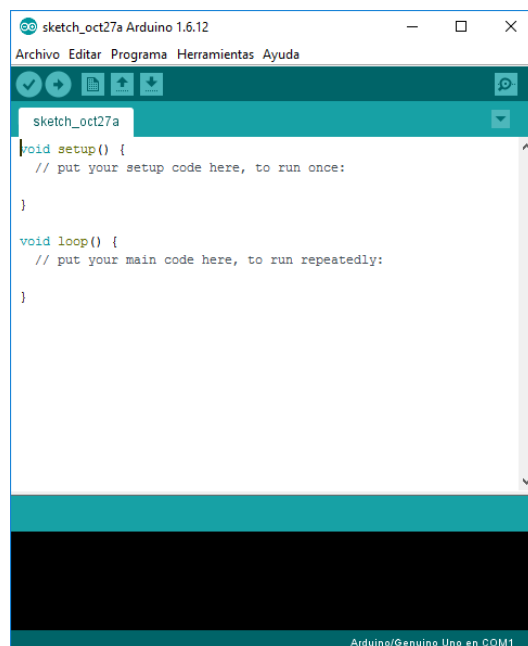 sketch_oct27a Arduino 1.6.12
Archivo Editar Programa Herramientas Ayuda
sketch_oct27a
void setup() {
  // put your setup code here, to run once:
}
void loop() {
  // put your main code here, to run repeatedly:
}
Arduino/Genuino Uno en COM1